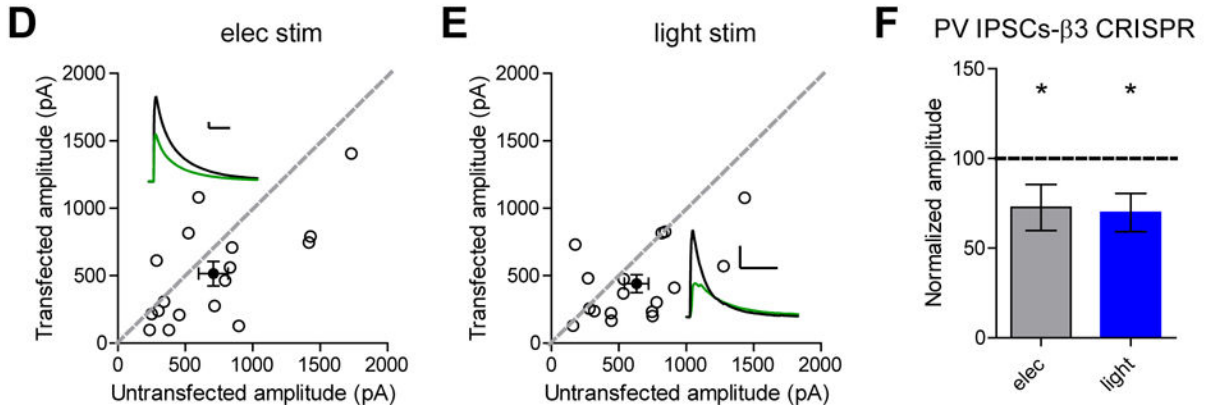 D
elec stim
Transfected amplitude (pA)
2000
1500
1000
500
0
0 500 1000 1500 2000
Untransfected amplitude (pA)
E
light stim
Transfected amplitude (pA)
2000
1500
1000
500
0
0 500 1000 1500 2000
Untransfected amplitude (pA)
F
PV IPSCs-β3 CRISPR
Normalized amplitude
150
100
50
0
* *
elec light